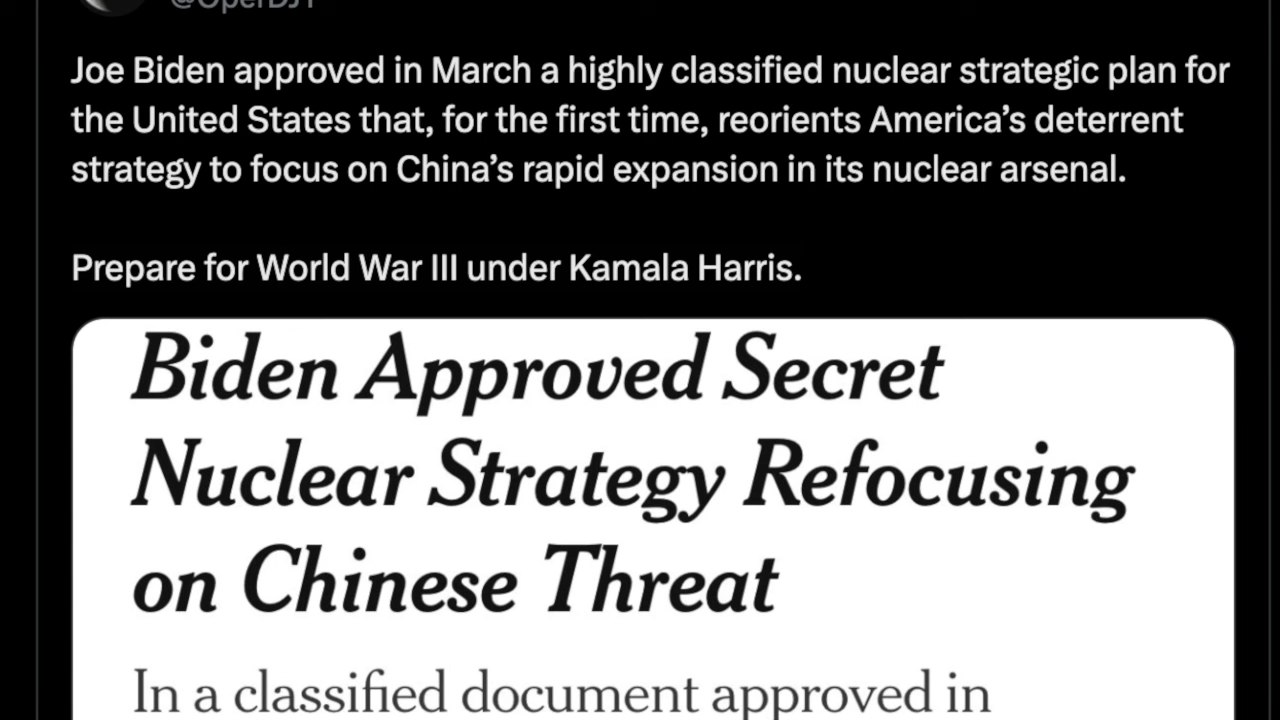 @OperDJT
Joe Biden approved in March a highly classified nuclear strategic plan for
the United States that, for the first time, reorients America’s deterrent
strategy to focus on China’s rapid expansion in its nuclear arsenal.
Prepare for World War III under Kamala Harris.
Biden Approved Secret
Nuclear Strategy Refocusing
on Chinese Threat
In a classified document approved in